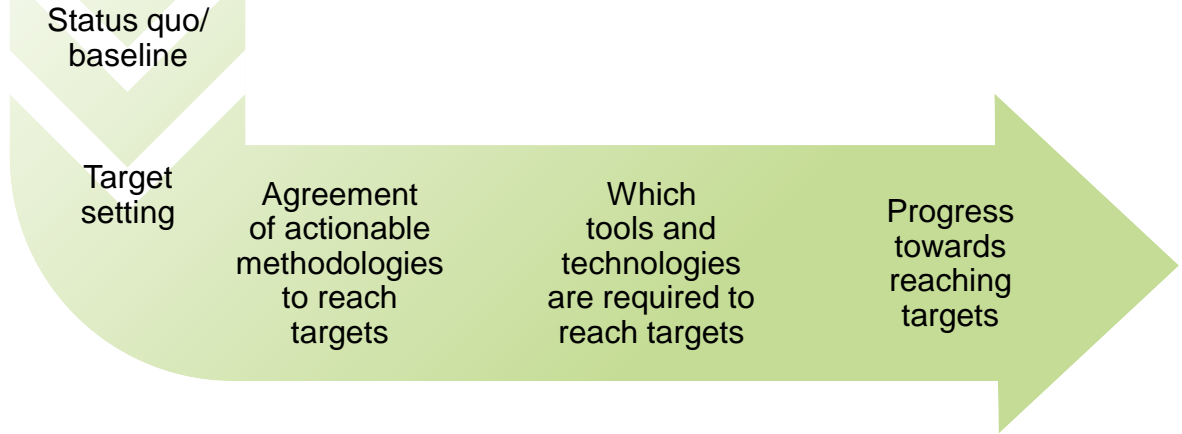 Status quo/
baseline
Target
setting
Agreement
of actionable
methodologies
to reach
targets
Which
tools and
technologies
are required to
reach targets
Progress
towards
reaching
targets